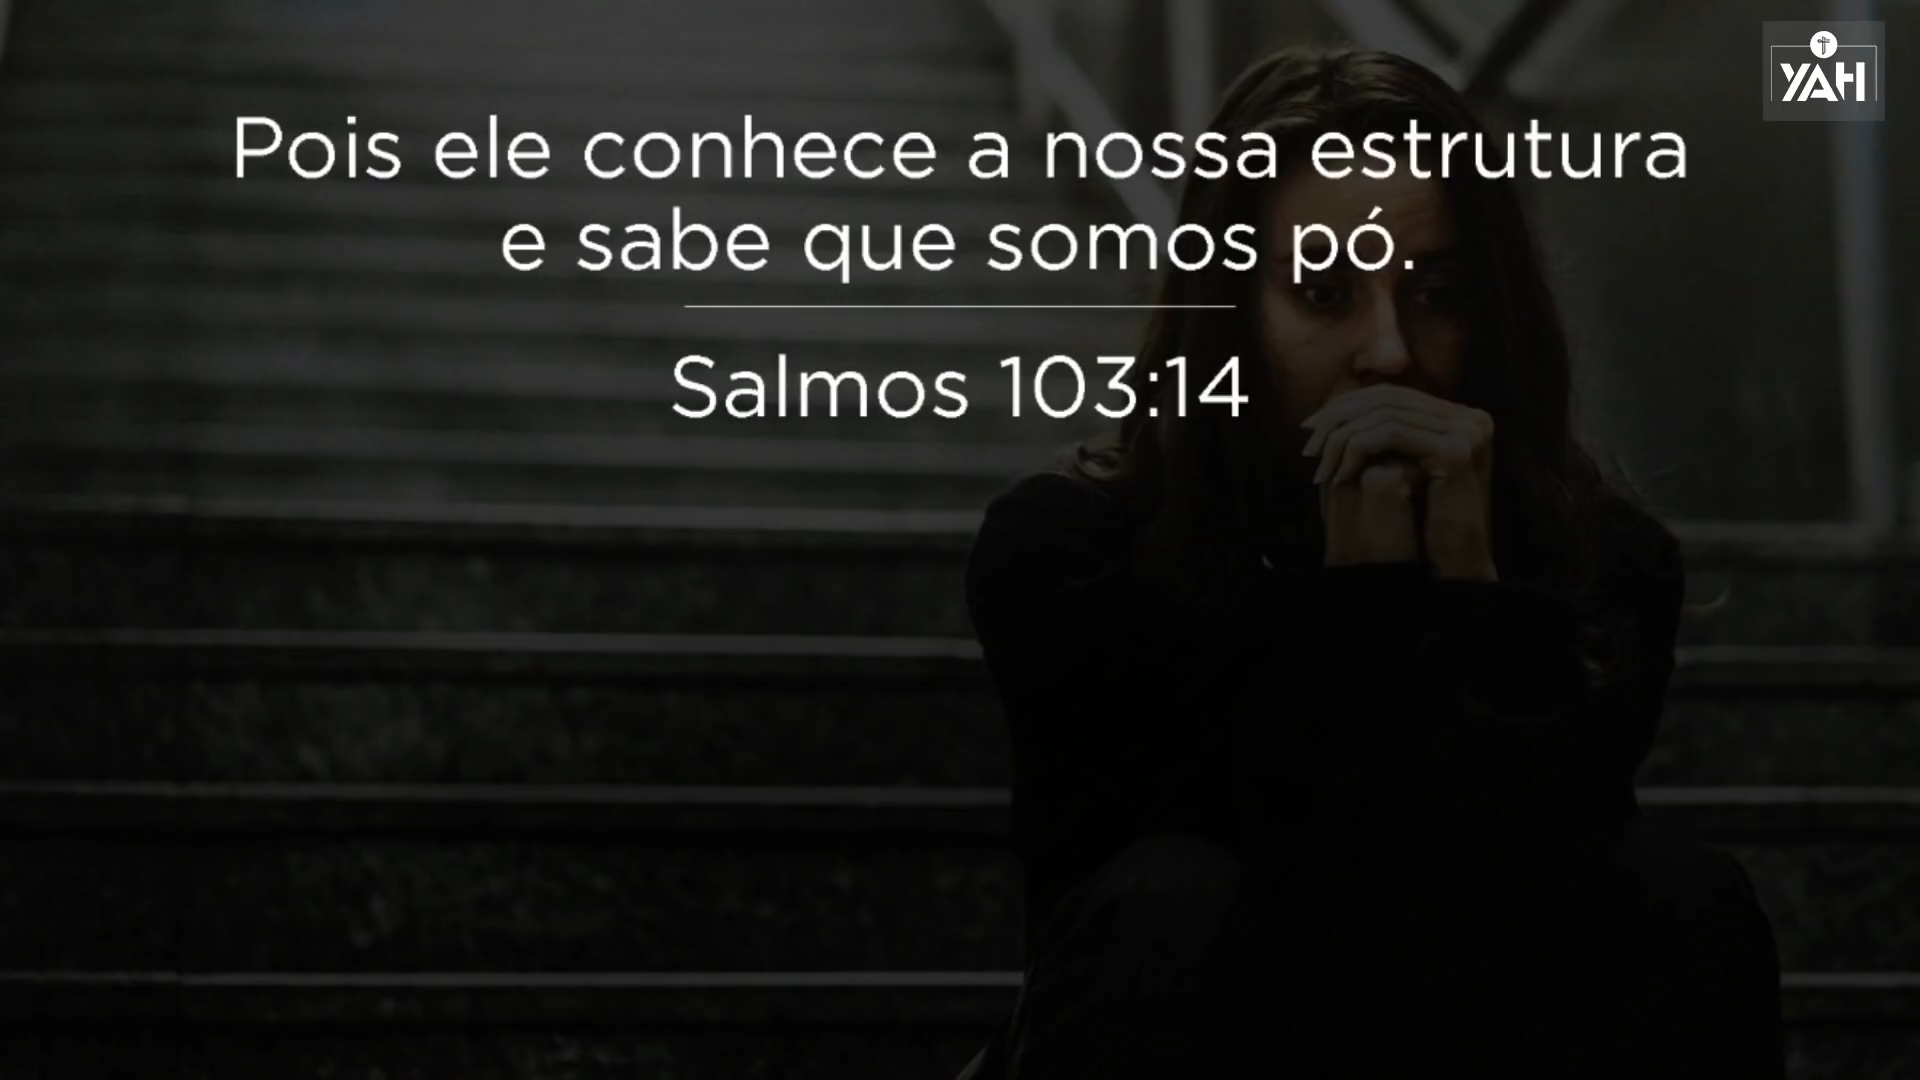 YAH
Pois ele conhece a nossa estrutura
e sabe que somos pó.
Salmos 103:14